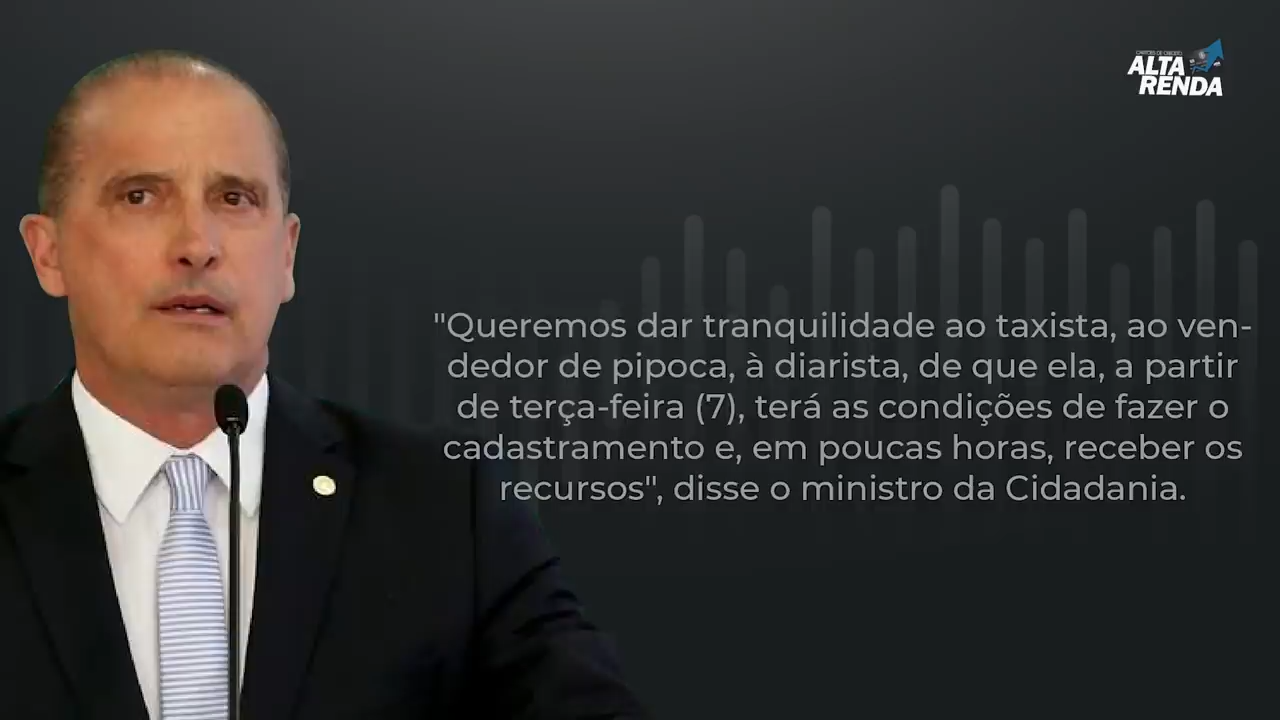 ALTA
RENDA
"Queremos dar tranquilidade ao taxista, ao ven-
dedor de pipoca, à diarista, de que ela, a partir
de terça-feira (7), terá as condições de fazer o
cadastramento e, em poucas horas, receber os
recursos", disse o ministro da Cidadania.